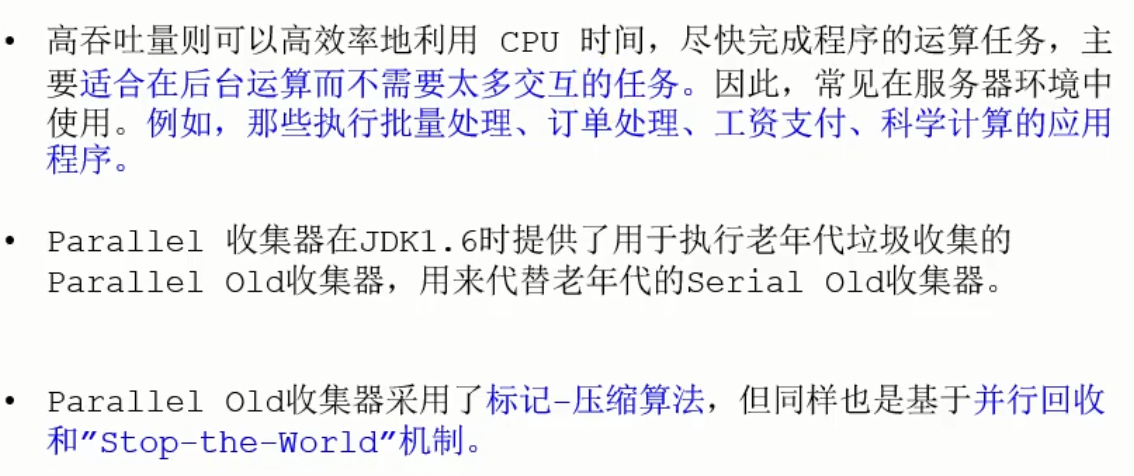 • 高吞吐量则可以高效率地利用 CPU 时间，尽快完成程序的运算任务，主
要适合在后台运算而不需要太多交互的任务。因此，常见在服务器环境中
使用。例如，那些执行批量处理、订单处理、工资支付、科学计算的应用
程序。
• Parallel 收集器在JDK1.6时提供了用于执行老年代垃圾收集的
Parallel Old收集器，用来代替老年代的Serial Old收集器。
• Parallel Old收集器采用了标记-压缩算法，但同样也是基于并行回收
和”Stop-the-World”机制。